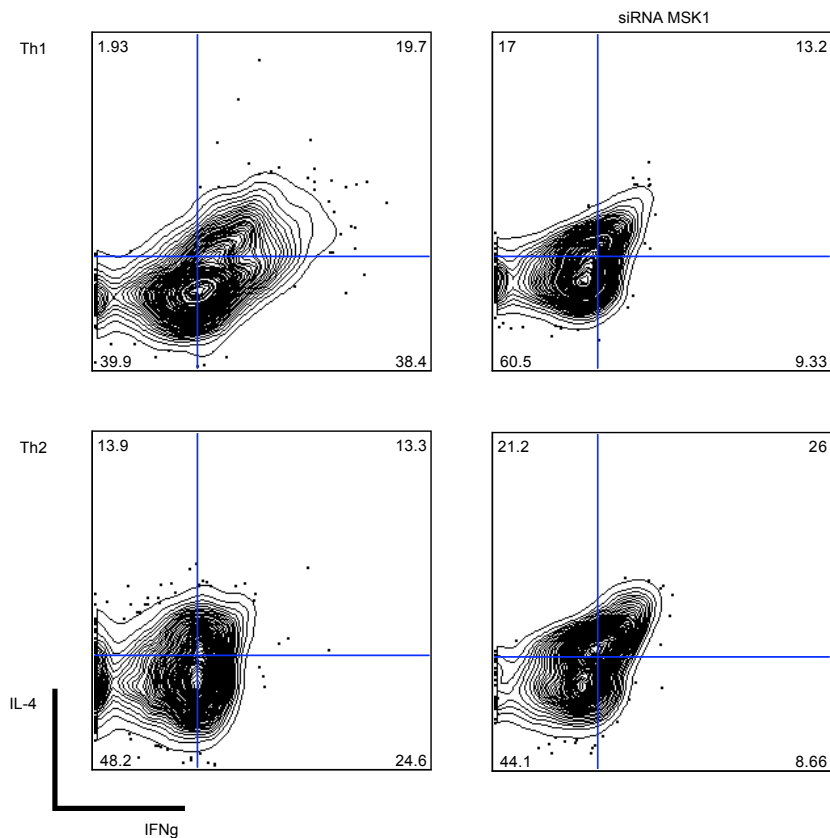 siRNA MSK1
Th1
1.93 19.7
17 13.2
39.9 38.4
60.5 9.33
Th2
13.9 13.3
21.2 26
IL-4
48.2 24.6
44.1 8.66
IFNg